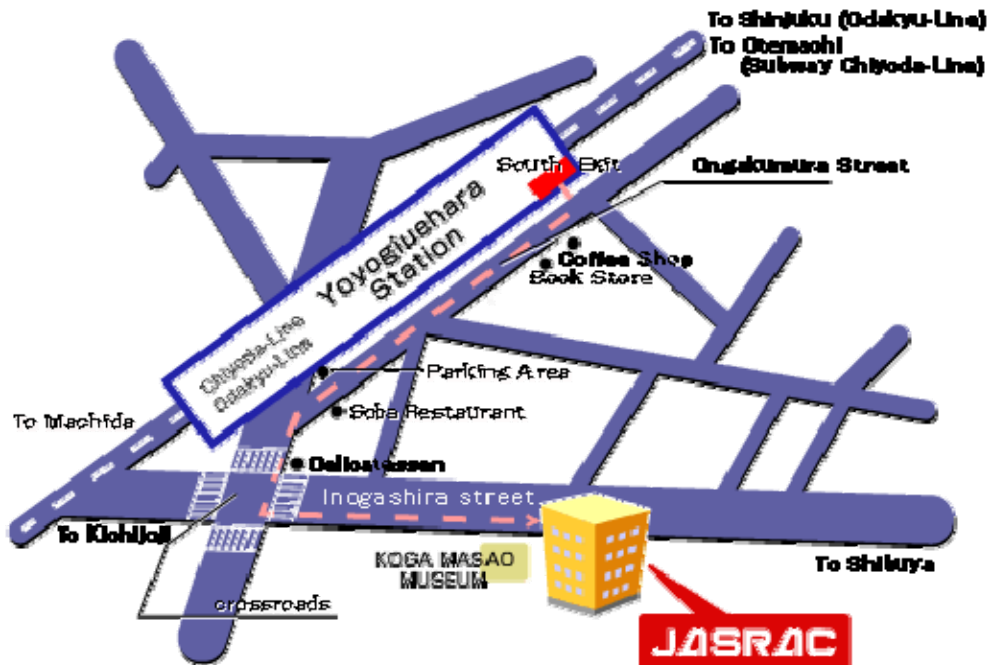 To Shinjuku (Odakyu-Line)
To Otemachi
(Subway Chiyoda-Line)
South Exit
Ongakumura Street
Yoyogiuehara
Station
Coffee Shop
Book Store
Chiyoda-Line
Odakyu-Line
Parking Area
Soba Restaurant
To Machida
Delicatessen
Inogashira street
To Kichijoji
KOGA MASAO
MUSEUM
To Shibuya
crossroads
JASRAC